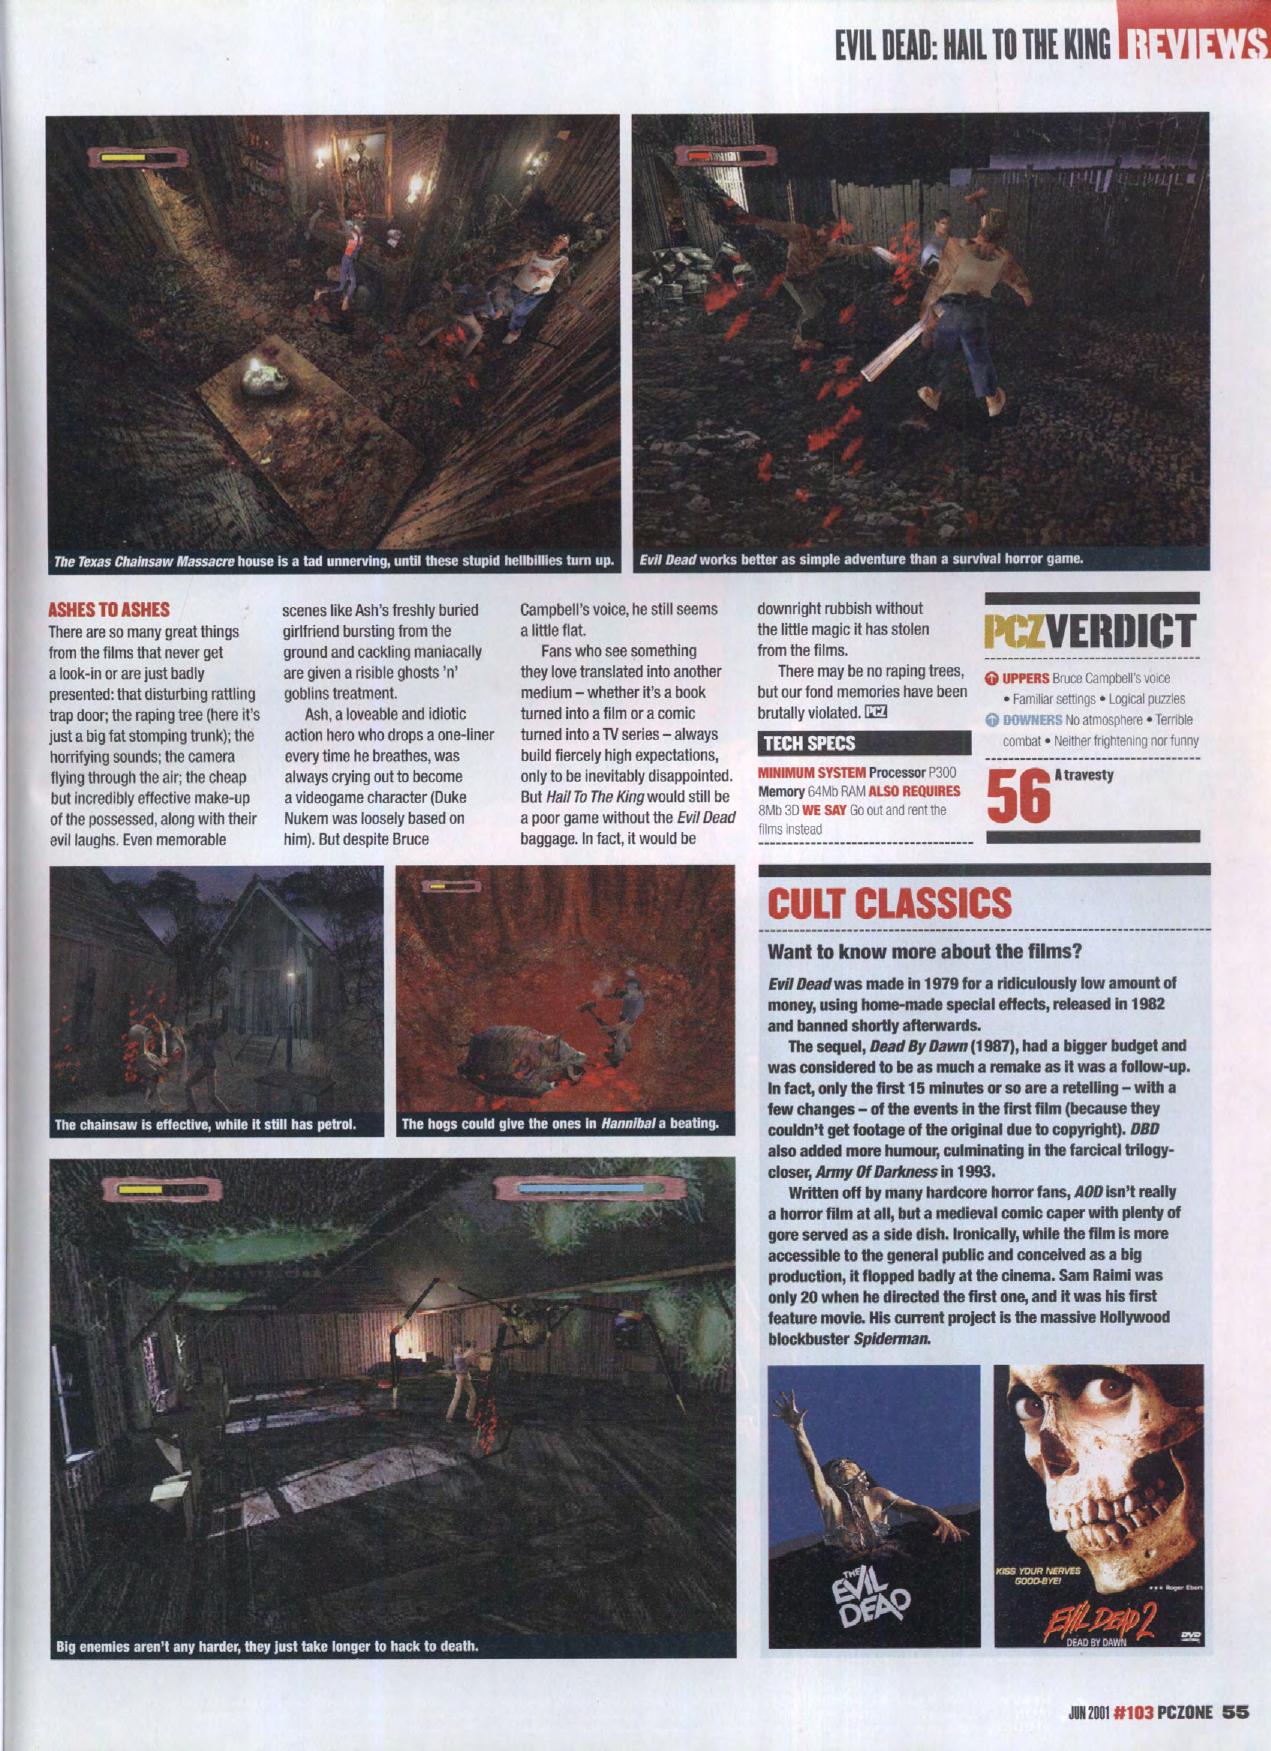 EVIL DEAD: HAIL TO THE KING REVIEWS
The Texas Chainsaw Massacre house is a tad unnerving, until these stupid hellbillies turn up.
Evil Dead works better as simple adventure than a survival horror game.
ASHES TO ASHES
There are so many great things
from the films that never get
a look-in or are just badly
presented: that disturbing rattling
trap door; the raping tree (here it's
just a big fat stomping trunk); the
horrifying sounds; the camera
flying through the air; the cheap
but incredibly effective make-up
of the possessed, along with their
evil laughs. Even memorable
scenes like Ash's freshly buried
girlfriend bursting from the
ground and cackling maniacally
are given a risible ghosts 'n'
goblins treatment.
Ash, a loveable and idiotic
action hero who drops a one-liner
every time he breathes, was
always crying out to become
a videogame character (Duke
Nukem was loosely based on
him). But despite Bruce
Campbell's voice, he still seems
a little flat.
Fans who see something
they love translated into another
medium – whether it's a book
turned into a film or a comic
turned into a TV series – always
build fiercely high expectations,
only to be inevitably disappointed.
But Hail To The King would still be
a poor game without the Evil Dead
baggage. In fact, it would be
downright rubbish without
the little magic it has stolen
from the films.
There may be no raping trees,
but our fond memories have been
brutally violated. PCZ
TECH SPECS
MINIMUM SYSTEM Processor P300
Memory 64Mb RAM ALSO REQUIRES
8Mb 3D WE SAY Go out and rent the
films instead
PCZVERDICT
UPPERS Bruce Campbell's voice
• Familiar settings • Logical puzzles
DOWNERS No atmosphere • Terrible
combat • Neither frightening nor funny
56 A travesty
The chainsaw is effective, while it still has petrol.
The hogs could give the ones in Hannibal a beating.
Big enemies aren't any harder, they just take longer to hack to death.
CULT CLASSICS
Want to know more about the films?
Evil Dead was made in 1979 for a ridiculously low amount of
money, using home-made special effects, released in 1982
and banned shortly afterwards.
The sequel, Dead By Dawn (1987), had a bigger budget and
was considered to be as much a remake as it was a follow-up.
In fact, only the first 15 minutes or so are a retelling – with a
few changes – of the events in the first film (because they
couldn't get footage of the original due to copyright). DBD
also added more humour, culminating in the farcical trilogy-
closer, Army Of Darkness in 1993.
Written off by many hardcore horror fans, AOD isn't really
a horror film at all, but a medieval comic caper with plenty of
gore served as a side dish. Ironically, while the film is more
accessible to the general public and conceived as a big
production, it flopped badly at the cinema. Sam Raimi was
only 20 when he directed the first one, and it was his first
feature movie. His current project is the massive Hollywood
blockbuster Spiderman.
THE
EVIL
DEAD
KISS YOUR NERVES
GOOD-BYE!
★★★ Roger Ebert
EVIL DEAD 2
DEAD BY DAWN
DVD
JUN 2001 #103 PCZONE 55